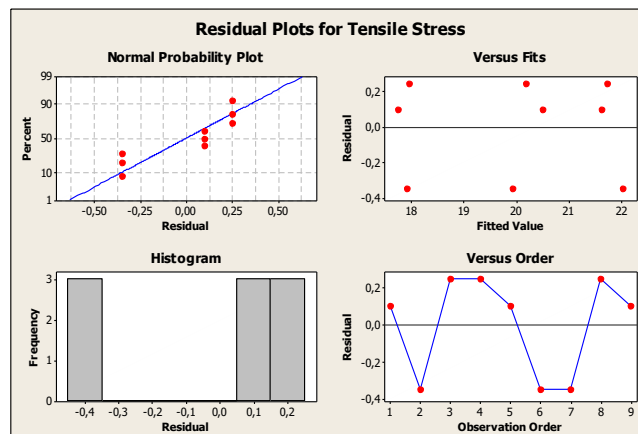 Residual Plots for Tensile Stress
Normal Probability Plot
99
90
50
10
1
Percent
-0,50 -0,25 0,00 0,25 0,50
Residual
Versus Fits
0,2
0,0
-0,2
-0,4
Residual
18 19 20 21 22
Fitted Value
Histogram
3
2
1
0
Frequency
-0,4 -0,3 -0,2 -0,1 0,0 0,1 0,2
Residual
Versus Order
0,2
0,0
-0,2
-0,4
Residual
1 2 3 4 5 6 7 8 9
Observation Order